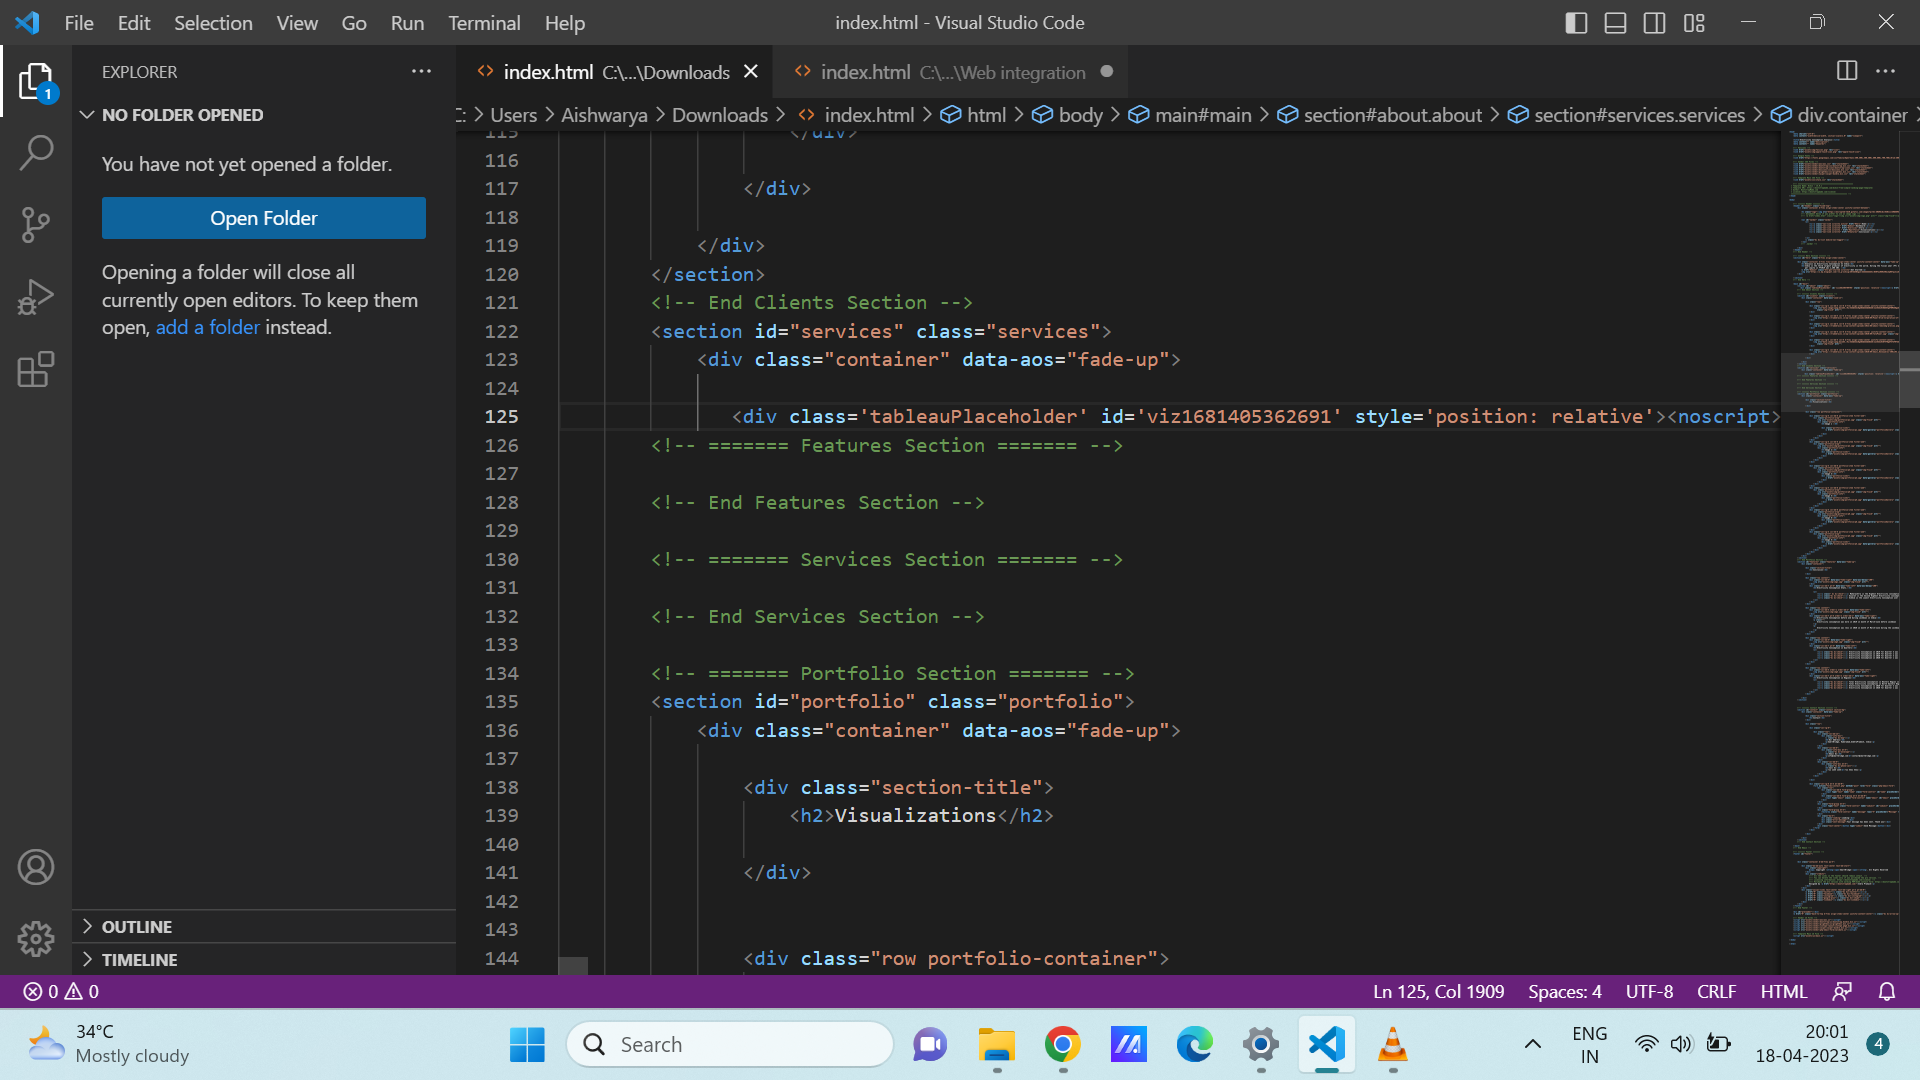 File Edit Selection View Go Run Terminal Help
index.html - Visual Studio Code
EXPLORER
1
NO FOLDER OPENED
You have not yet opened a folder.
Open Folder
Opening a folder will close all
currently open editors. To keep them
open, add a folder instead.
OUTLINE
TIMELINE
index.html C:\...\Downloads
index.html C:\...\Web integration
C: > Users > Aishwarya > Downloads > index.html > html > body > main#main > section#about.about > section#services.services > div.container >
115 </div>
116
117 </div>
118
119 </div>
120 </section>
121 <!-- End Clients Section -->
122 <section id="services" class="services">
123 <div class="container" data-aos="fade-up">
124
125 <div class='tableauPlaceholder' id='viz1681405362691' style='position: relative'><noscript>
126 <!-- ======= Features Section ======= -->
127
128 <!-- End Features Section -->
129
130 <!-- ======= Services Section ======= -->
131
132 <!-- End Services Section -->
133
134 <!-- ======= Portfolio Section ======= -->
135 <section id="portfolio" class="portfolio">
136 <div class="container" data-aos="fade-up">
137
138 <div class="section-title">
139 <h2>Visualizations</h2>
140
141 </div>
142
143
144 <div class="row portfolio-container">
0 0
Ln 125, Col 1909 Spaces: 4 UTF-8 CRLF HTML
34°C
Mostly cloudy
Search
ENG
IN
20:01
18-04-2023
4